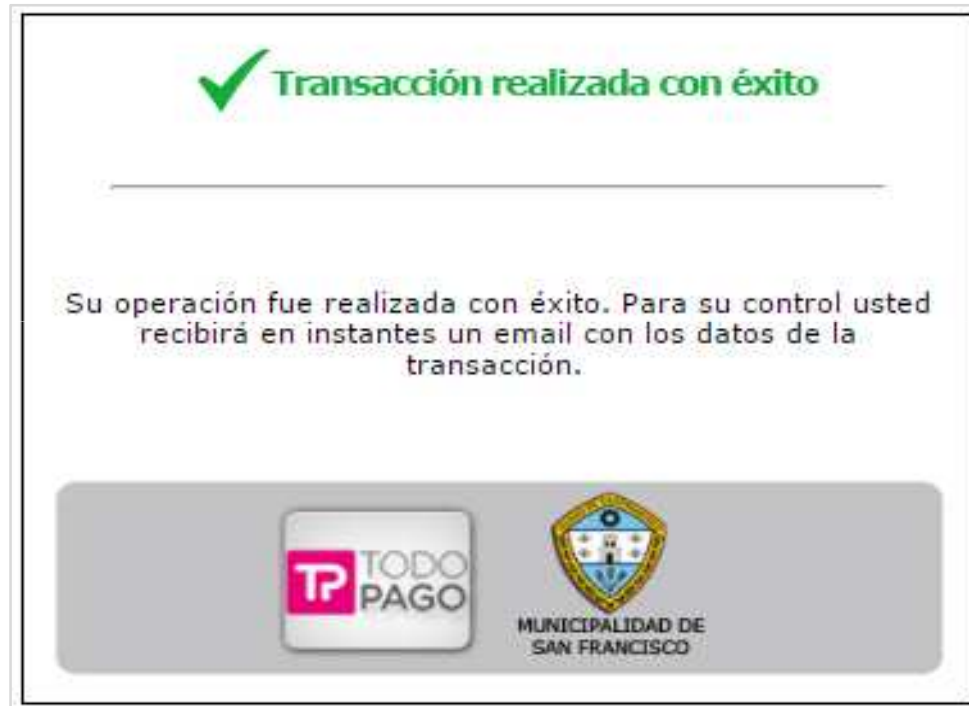 Transacción realizada con éxito
Su operación fue realizada con éxito. Para su control usted
recibirá en instantes un email con los datos de la
transacción.
TP TODO
PAGO
MUNICIPALIDAD DE
SAN FRANCISCO